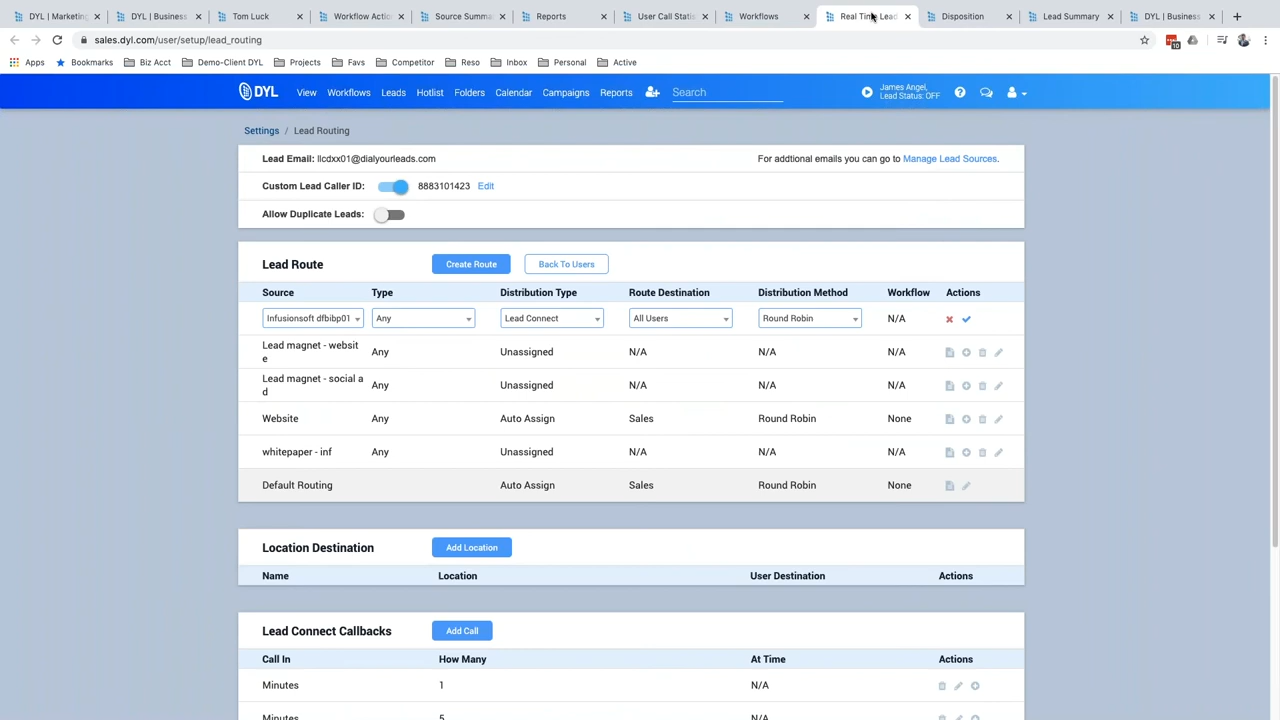 DYL | Marketing
DYL | Business
Tom Luck
Workflow Actio
Source Summa
Reports
User Call Statis
Workflows
Real Time Lead
Disposition
Lead Summary
DYL | Business
sales.dyl.com/user/setup/lead_routing
10
Apps Bookmarks Biz Acct Demo-Client DYL Projects Favs Competitor Reso Inbox Personal Active
DYL View Workflows Leads Hotlist Folders Calendar Campaigns Reports Search
James Angel,
Lead Status: OFF
Settings / Lead Routing
Lead Email: llcdxx01@dialyourleads.com
For addtional emails you can go to Manage Lead Sources.
Custom Lead Caller ID: 8883101423 Edit
Allow Duplicate Leads:
Lead Route Create Route Back To Users
Source Type Distribution Type Route Destination Distribution Method Workflow Actions
Infusionsoft dfbibp01 Any Lead Connect All Users Round Robin N/A
Lead magnet - websit
e
Any Unassigned N/A N/A N/A
Lead magnet - social a
d
Any Unassigned N/A N/A N/A
Website Any Auto Assign Sales Round Robin None
whitepaper - inf Any Unassigned N/A N/A N/A
Default Routing Auto Assign Sales Round Robin None
Location Destination Add Location
Name Location User Destination Actions
Lead Connect Callbacks Add Call
Call In How Many At Time Actions
Minutes 1 N/A
Minutes 5 N/A